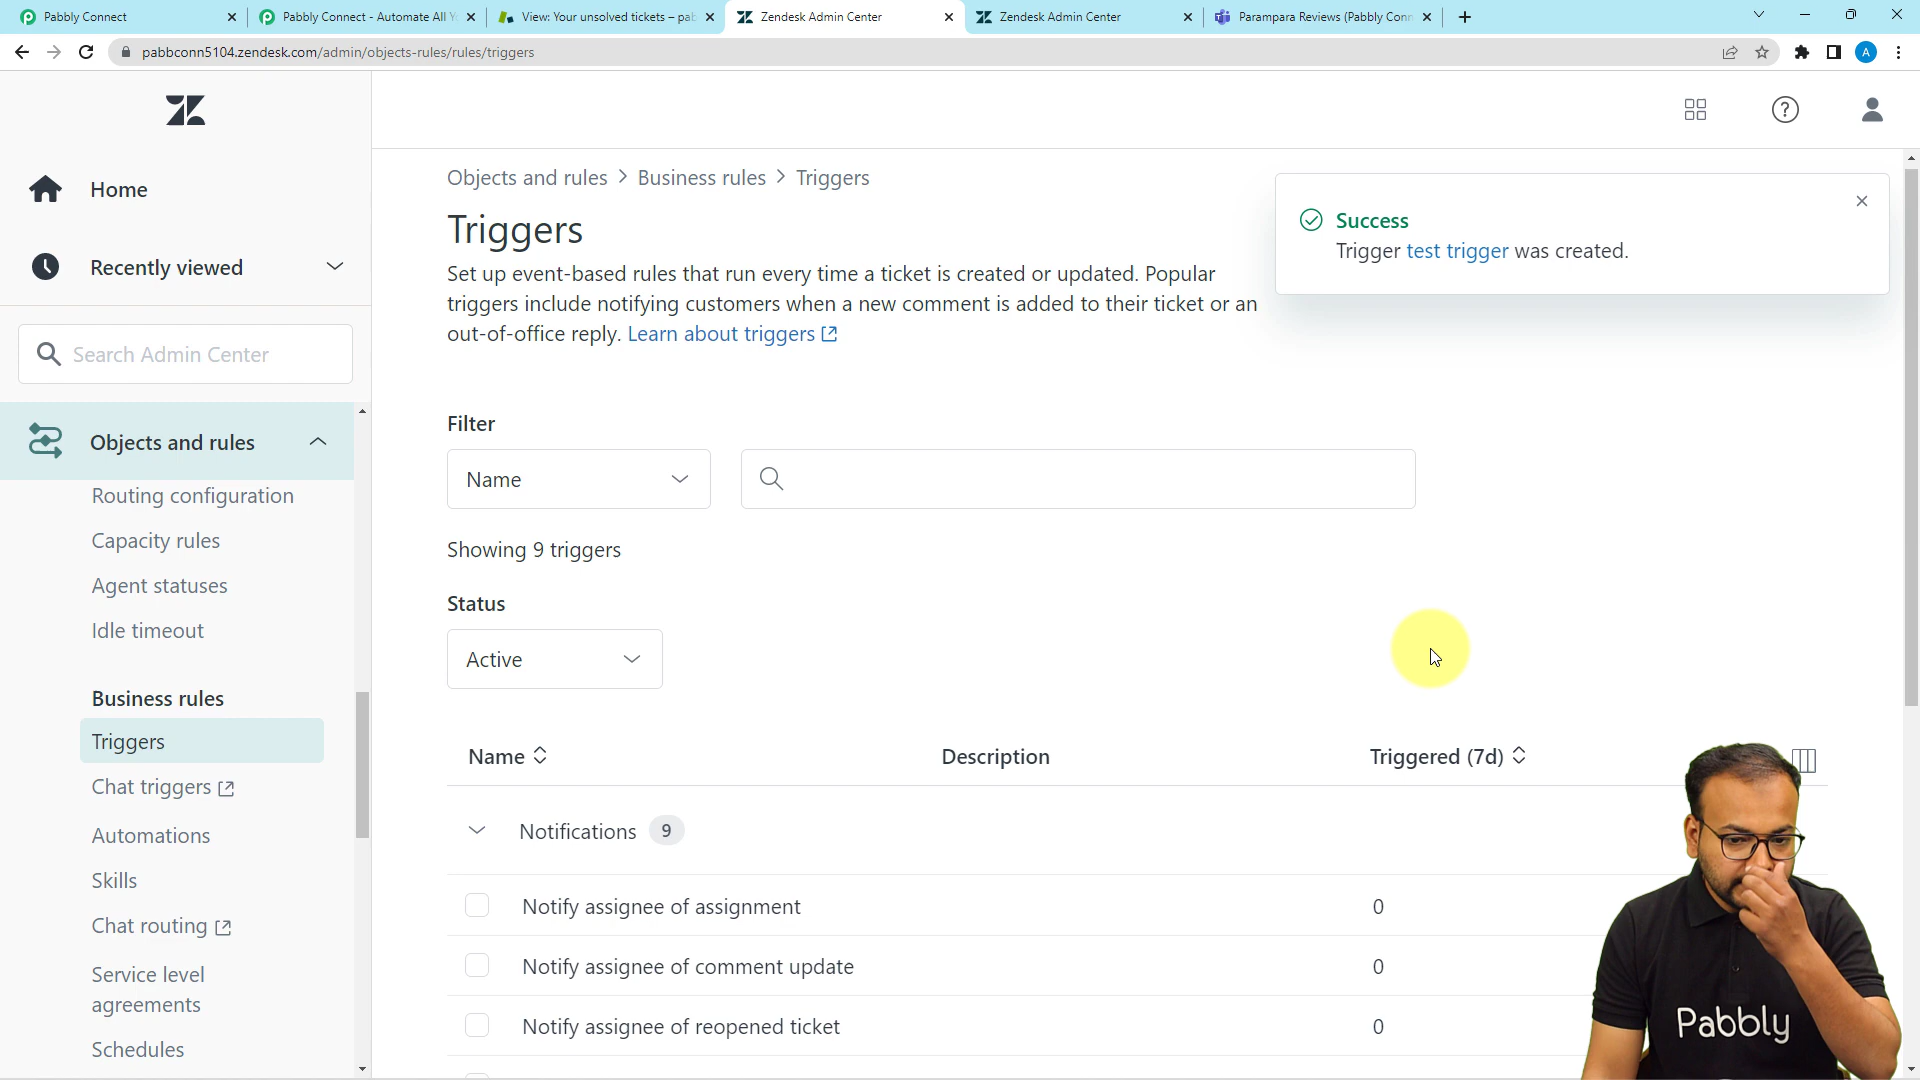 Pabbly Connect
Pabbly Connect - Automate All Y
View: Your unsolved tickets – pab
Zendesk Admin Center
Zendesk Admin Center
Parampara Reviews (Pabbly Conn
pabbconn5104.zendesk.com/admin/objects-rules/rules/triggers
A
Home
Recently viewed
Search Admin Center
Objects and rules
Routing configuration
Capacity rules
Agent statuses
Idle timeout
Business rules
Triggers
Chat triggers
Automations
Skills
Chat routing
Service level
agreements
Schedules
Objects and rules > Business rules > Triggers
Triggers
Set up event-based rules that run every time a ticket is created or updated. Popular
triggers include notifying customers when a new comment is added to their ticket or an
out-of-office reply. Learn about triggers
Success
Trigger test trigger was created.
Filter
Name
Showing 9 triggers
Status
Active
Name
Description
Triggered (7d)
Notifications 9
Notify assignee of assignment 0
Notify assignee of comment update 0
Notify assignee of reopened ticket 0
Pabbly